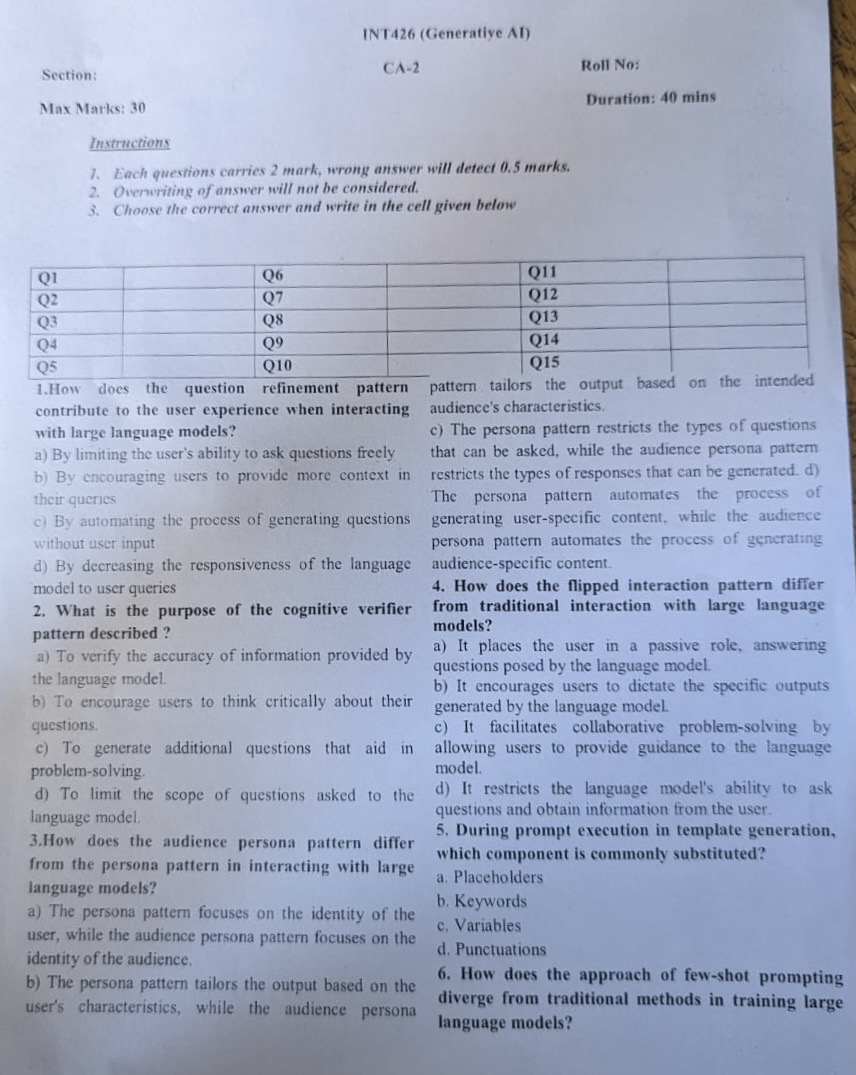 INT426 (Generative AI)
Section:
CA-2
Roll No:
Max Marks: 30
Duration: 40 mins
Instructions
1. Each questions carries 2 mark, wrong answer will detect 0.5 marks.
2. Overwriting of answer will not be considered.
3. Choose the correct answer and write in the cell given below
Q1 Q6 Q11
Q2 Q7 Q12
Q3 Q8 Q13
Q4 Q9 Q14
Q5 Q10 Q15
1.How does the question refinement pattern
contribute to the user experience when interacting
with large language models?
a) By limiting the user's ability to ask questions freely
b) By encouraging users to provide more context in
their queries
c) By automating the process of generating questions
without user input
d) By decreasing the responsiveness of the language
model to user queries
2. What is the purpose of the cognitive verifier
pattern described ?
a) To verify the accuracy of information provided by
the language model.
b) To encourage users to think critically about their
questions.
c) To generate additional questions that aid in
problem-solving.
d) To limit the scope of questions asked to the
language model.
3.How does the audience persona pattern differ
from the persona pattern in interacting with large
language models?
a) The persona pattern focuses on the identity of the
user, while the audience persona pattern focuses on the
identity of the audience.
b) The persona pattern tailors the output based on the
user's characteristics, while the audience persona
pattern tailors the output based on the intended
audience's characteristics.
c) The persona pattern restricts the types of questions
that can be asked, while the audience persona pattern
restricts the types of responses that can be generated. d)
The persona pattern automates the process of
generating user-specific content, while the audience
persona pattern automates the process of generating
audience-specific content.
4. How does the flipped interaction pattern differ
from traditional interaction with large language
models?
a) It places the user in a passive role, answering
questions posed by the language model.
b) It encourages users to dictate the specific outputs
generated by the language model.
c) It facilitates collaborative problem-solving by
allowing users to provide guidance to the language
model.
d) It restricts the language model's ability to ask
questions and obtain information from the user.
5. During prompt execution in template generation,
which component is commonly substituted?
a. Placeholders
b. Keywords
c. Variables
d. Punctuations
6. How does the approach of few-shot prompting
diverge from traditional methods in training large
language models?